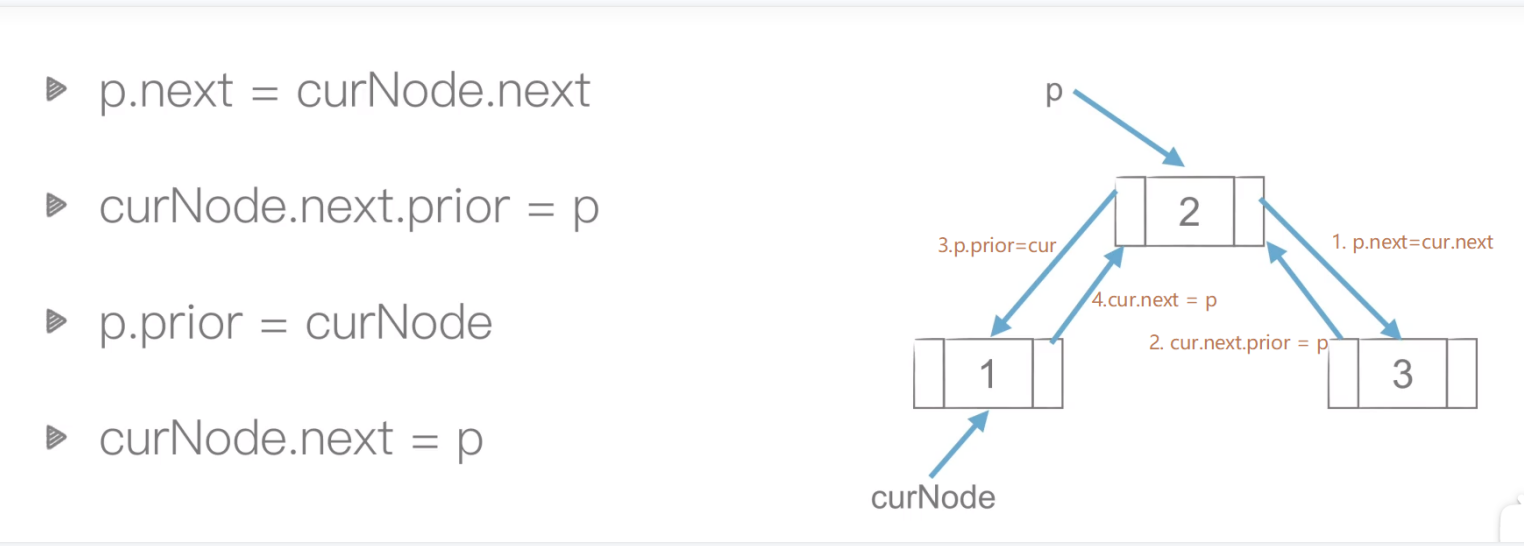 p.next = curNode.next
curNode.next.prior = p
p.prior = curNode
curNode.next = p
p
2
3.p.prior=cur
1. p.next=cur.next
4.cur.next = p
2. cur.next.prior = p
1
3
curNode